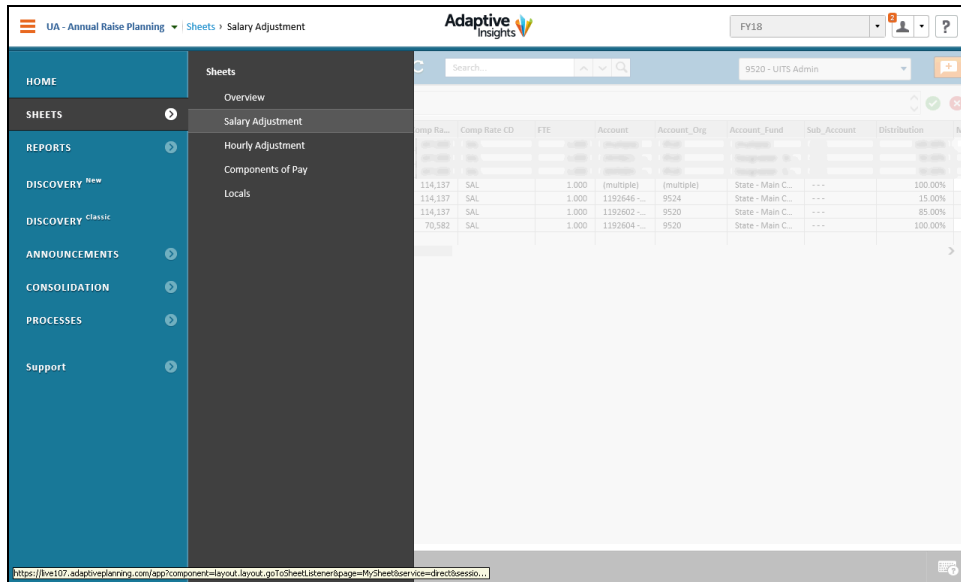 UA - Annual Raise Planning Sheets › Salary Adjustment
Adaptive Insights
FY18
2
?
HOME
SHEETS
REPORTS
DISCOVERY New
DISCOVERY Classic
ANNOUNCEMENTS
CONSOLIDATION
PROCESSES
Support
Sheets
Overview
Salary Adjustment
Hourly Adjustment
Components of Pay
Locals
Search...
9520 - UITS Admin
omp Ra... Comp Rate CD FTE Account Account_Org Account_Fund Sub_Account Distribution
114,137 SAL 1.000 (multiple) (multiple) State - Main C... --- 100.00%
114,137 SAL 1.000 1192646 -... 9524 State - Main C... --- 15.00%
114,137 SAL 1.000 1192602 -... 9520 State - Main C... --- 85.00%
70,582 SAL 1.000 1192604 -... 9520 State - Main C... --- 100.00%
https://live107.adaptiveplanning.com/app?component=layout.layout.goToSheetListener&page=MySheet&service=direct&sessio...